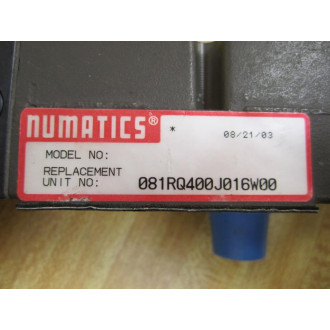 NUMATICS®
* 08/21/03
MODEL NO:
REPLACEMENT
UNIT NO: 081RQ400J016W00